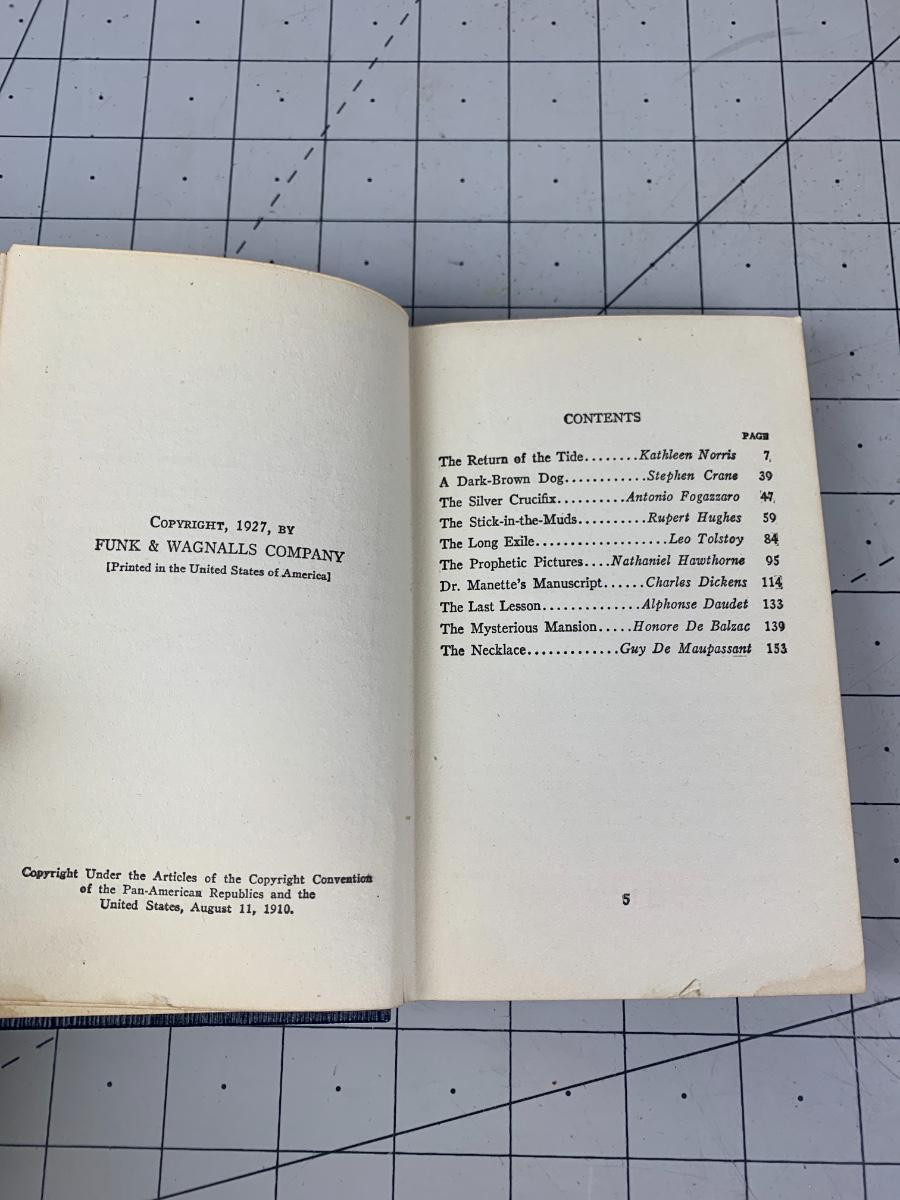 COPYRIGHT, 1927, BY
FUNK & WAGNALLS COMPANY
[Printed in the United States of America]
Copyright Under the Articles of the Copyright Convention
of the Pan-American Republics and the
United States, August 11, 1910.
CONTENTS
PAGE
The Return of the Tide........Kathleen Norris 7
A Dark-Brown Dog............Stephen Crane 39
The Silver Crucifix..........Antonio Fogazzaro 47
The Stick-in-the-Muds..........Rupert Hughes 59
The Long Exile...................Leo Tolstoy 84
The Prophetic Pictures....Nathaniel Hawthorne 95
Dr. Manette's Manuscript......Charles Dickens 114
The Last Lesson..............Alphonse Daudet 133
The Mysterious Mansion.....Honore De Balzac 139
The Necklace.............Guy De Maupassant 153
5